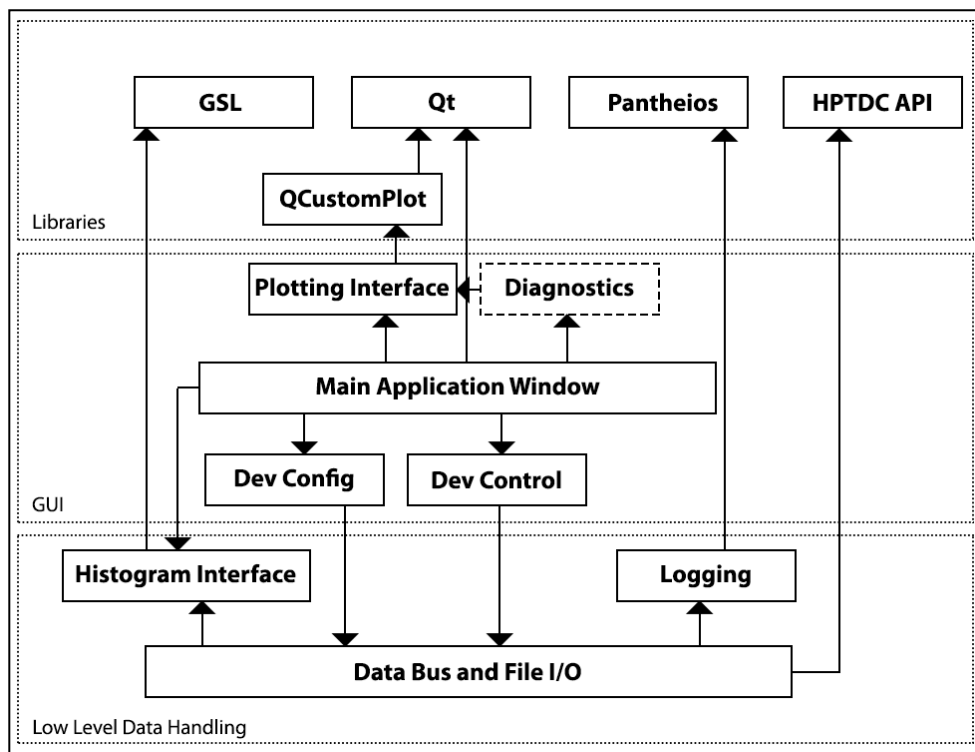 GSL
Qt
Pantheios
HPTDC API
QCustomPlot
Libraries
Plotting Interface
Diagnostics
Main Application Window
Dev Config
Dev Control
GUI
Histogram Interface
Logging
Data Bus and File I/O
Low Level Data Handling